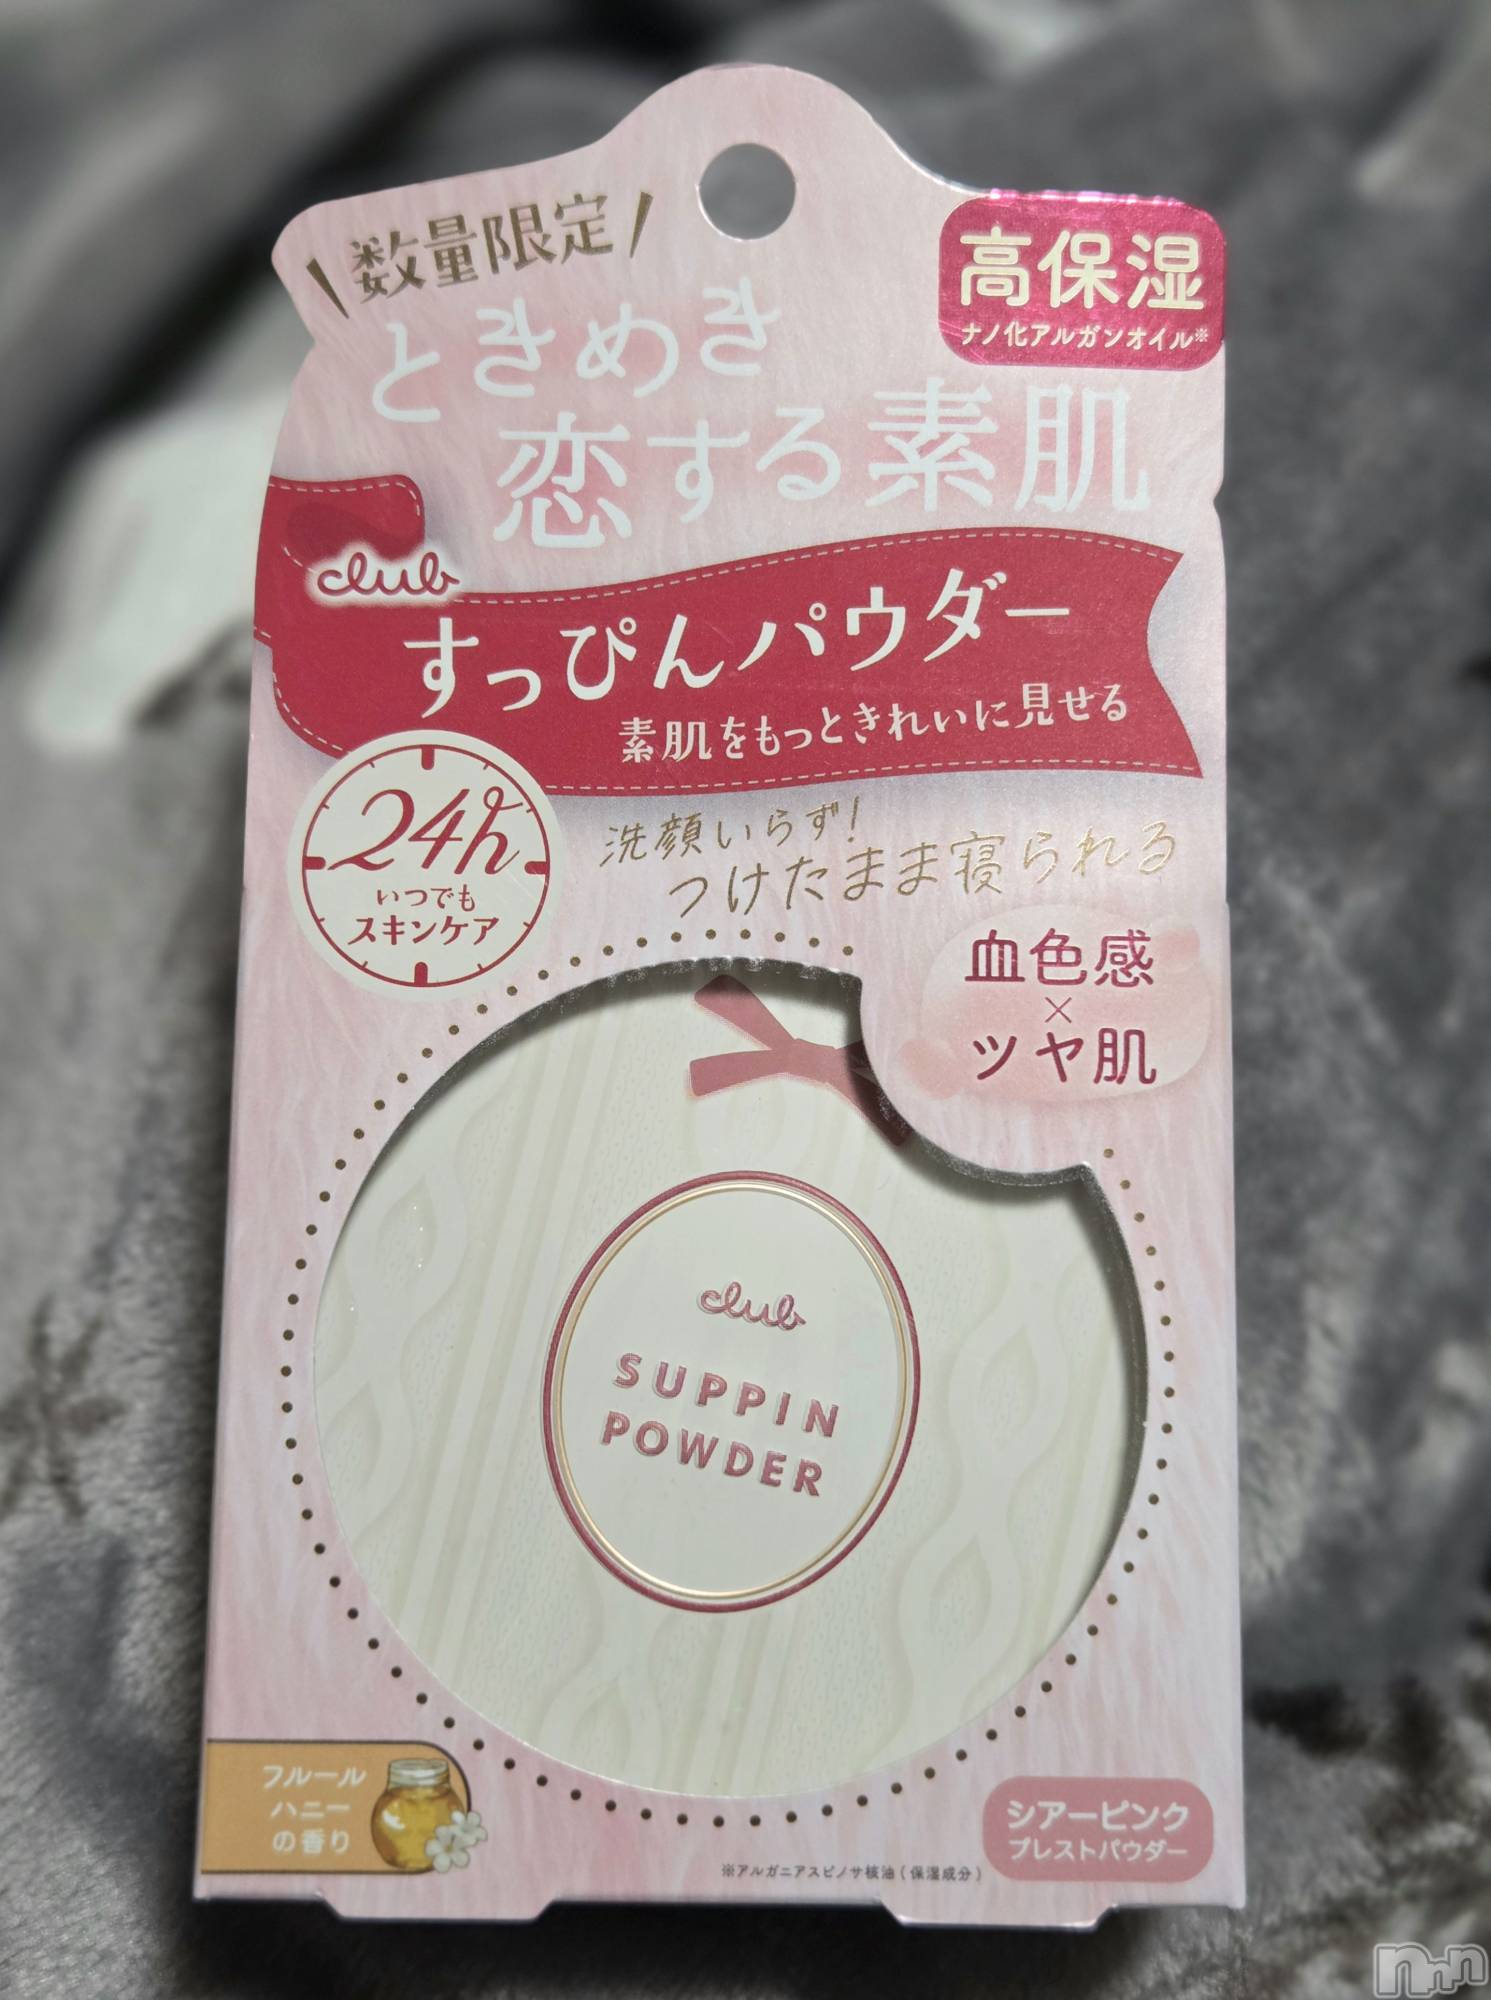 数量限定
高保湿
ナノ化アルガンオイル※
ときめき
恋する素肌
club
すっぴんパウダー
素肌をもっときれいに見せる
24h
いつでも
スキンケア
洗顔いらず!
つけたまま寝られる
血色感
×
ツヤ肌
club
SUPPIN
POWDER
フルール
ハニー
の香り
シアーピンク
プレストパウダー
※アルガニアスピノサ核油(保湿成分)
nnn